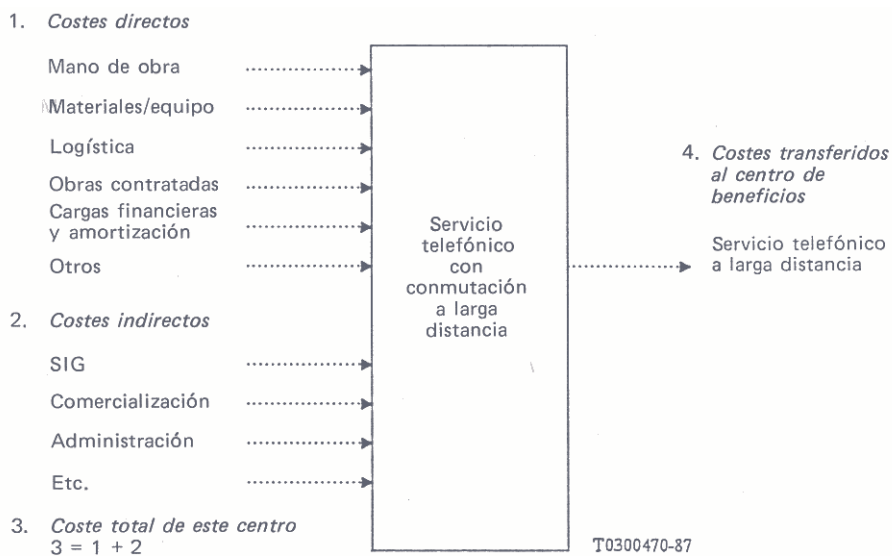 1. Costes directos
Mano de obra
Materiales/equipo
Logística
Obras contratadas
Cargas financieras
y amortización
Otros
2. Costes indirectos
SIG
Comercialización
Administración
Etc.
3. Coste total de este centro
3 = 1 + 2
Servicio
telefónico
con
conmutación
a larga
distancia
4. Costes transferidos
al centro de
beneficios
Servicio telefónico
a larga distancia
T0300470-87